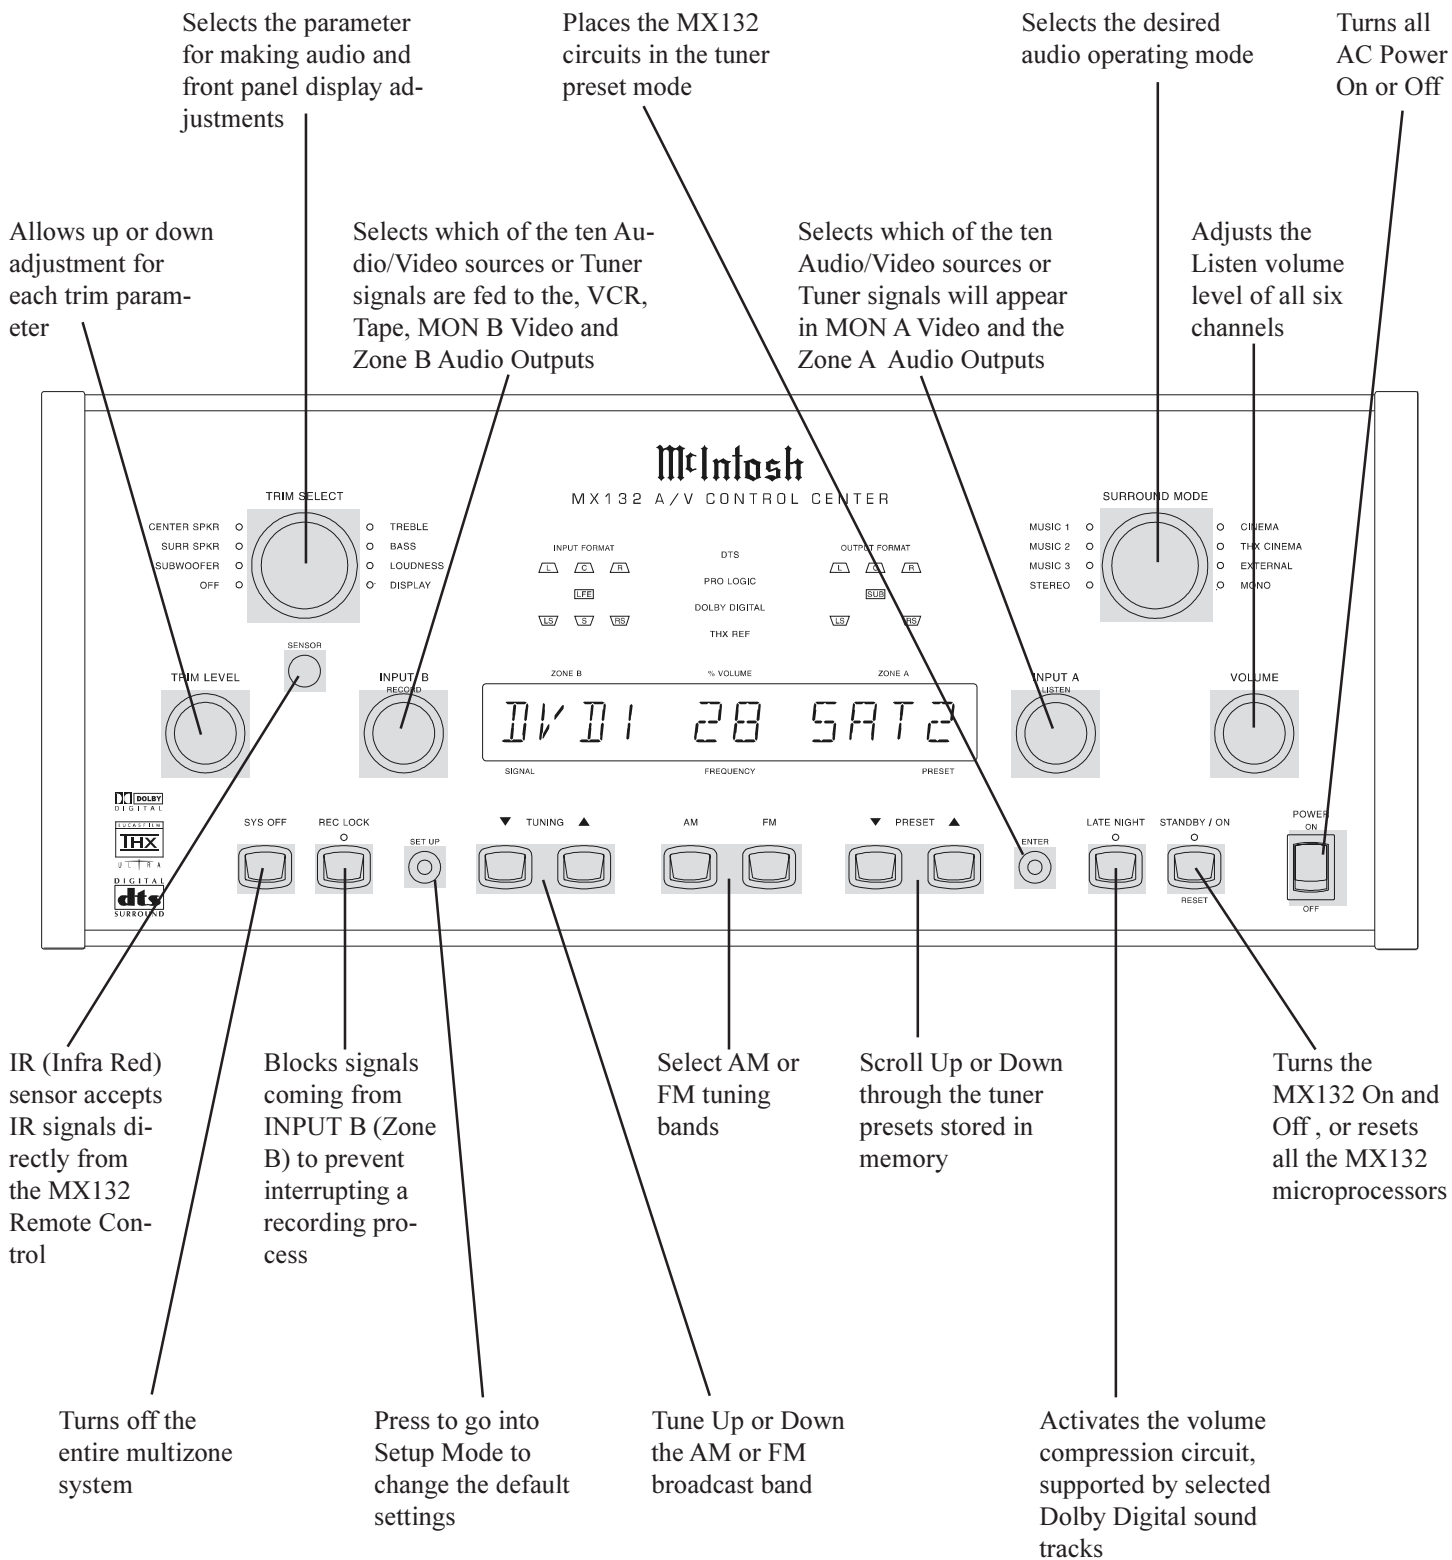 Selects the parameter
for making audio and
front panel display ad-
justments
Places the MX132
circuits in the tuner
preset mode
Selects the desired
audio operating mode
Turns all
AC Power
On or Off
Allows up or down
adjustment for
each trim param-
eter
Selects which of the ten Au-
dio/Video sources or Tuner
signals are fed to the, VCR,
Tape, MON B Video and
Zone B Audio Outputs
Selects which of the ten
Audio/Video sources or
Tuner signals will appear
in MON A Video and the
Zone A  Audio Outputs
Adjusts the
Listen volume
level of all six
channels
McIntosh
MX132 A/V CONTROL CENTER
TRIM SELECT
CENTER SPKR
SURR SPKR
SUBWOOFER
OFF
TREBLE
BASS
LOUDNESS
DISPLAY
INPUT FORMAT
L C R
LFE
LS S RS
DTS
PRO LOGIC
DOLBY DIGITAL
THX REF
OUTPUT FORMAT
L C R
SUB
LS RS
SURROUND MODE
MUSIC 1
MUSIC 2
MUSIC 3
STEREO
CINEMA
THX CINEMA
EXTERNAL
MONO
SENSOR
TRIM LEVEL
INPUT B
RECORD
ZONE B
% VOLUME
ZONE A
DVD1 28 SAT2
SIGNAL
FREQUENCY
PRESET
INPUT A
LISTEN
VOLUME
DOLBY
DIGITAL
LUCASFILM
THX
ULTRA
DIGITAL
dts
SURROUND
SYS OFF
REC LOCK
SET UP
▼ TUNING ▲
AM
FM
▼ PRESET ▲
ENTER
LATE NIGHT
STANDBY / ON
RESET
POWER
ON
OFF
IR (Infra Red)
sensor accepts
IR signals di-
rectly from
the MX132
Remote Con-
trol
Blocks signals
coming from
INPUT B (Zone
B) to prevent
interrupting a
recording pro-
cess
Select AM or
FM tuning
bands
Scroll Up or Down
through the tuner
presets stored in
memory
Turns the
MX132 On and
Off , or resets
all the MX132
microprocessors
Turns off the
entire multizone
system
Press to go into
Setup Mode to
change the default
settings
Tune Up or Down
the AM or FM
broadcast band
Activates the volume
compression circuit,
supported by selected
Dolby Digital sound
tracks